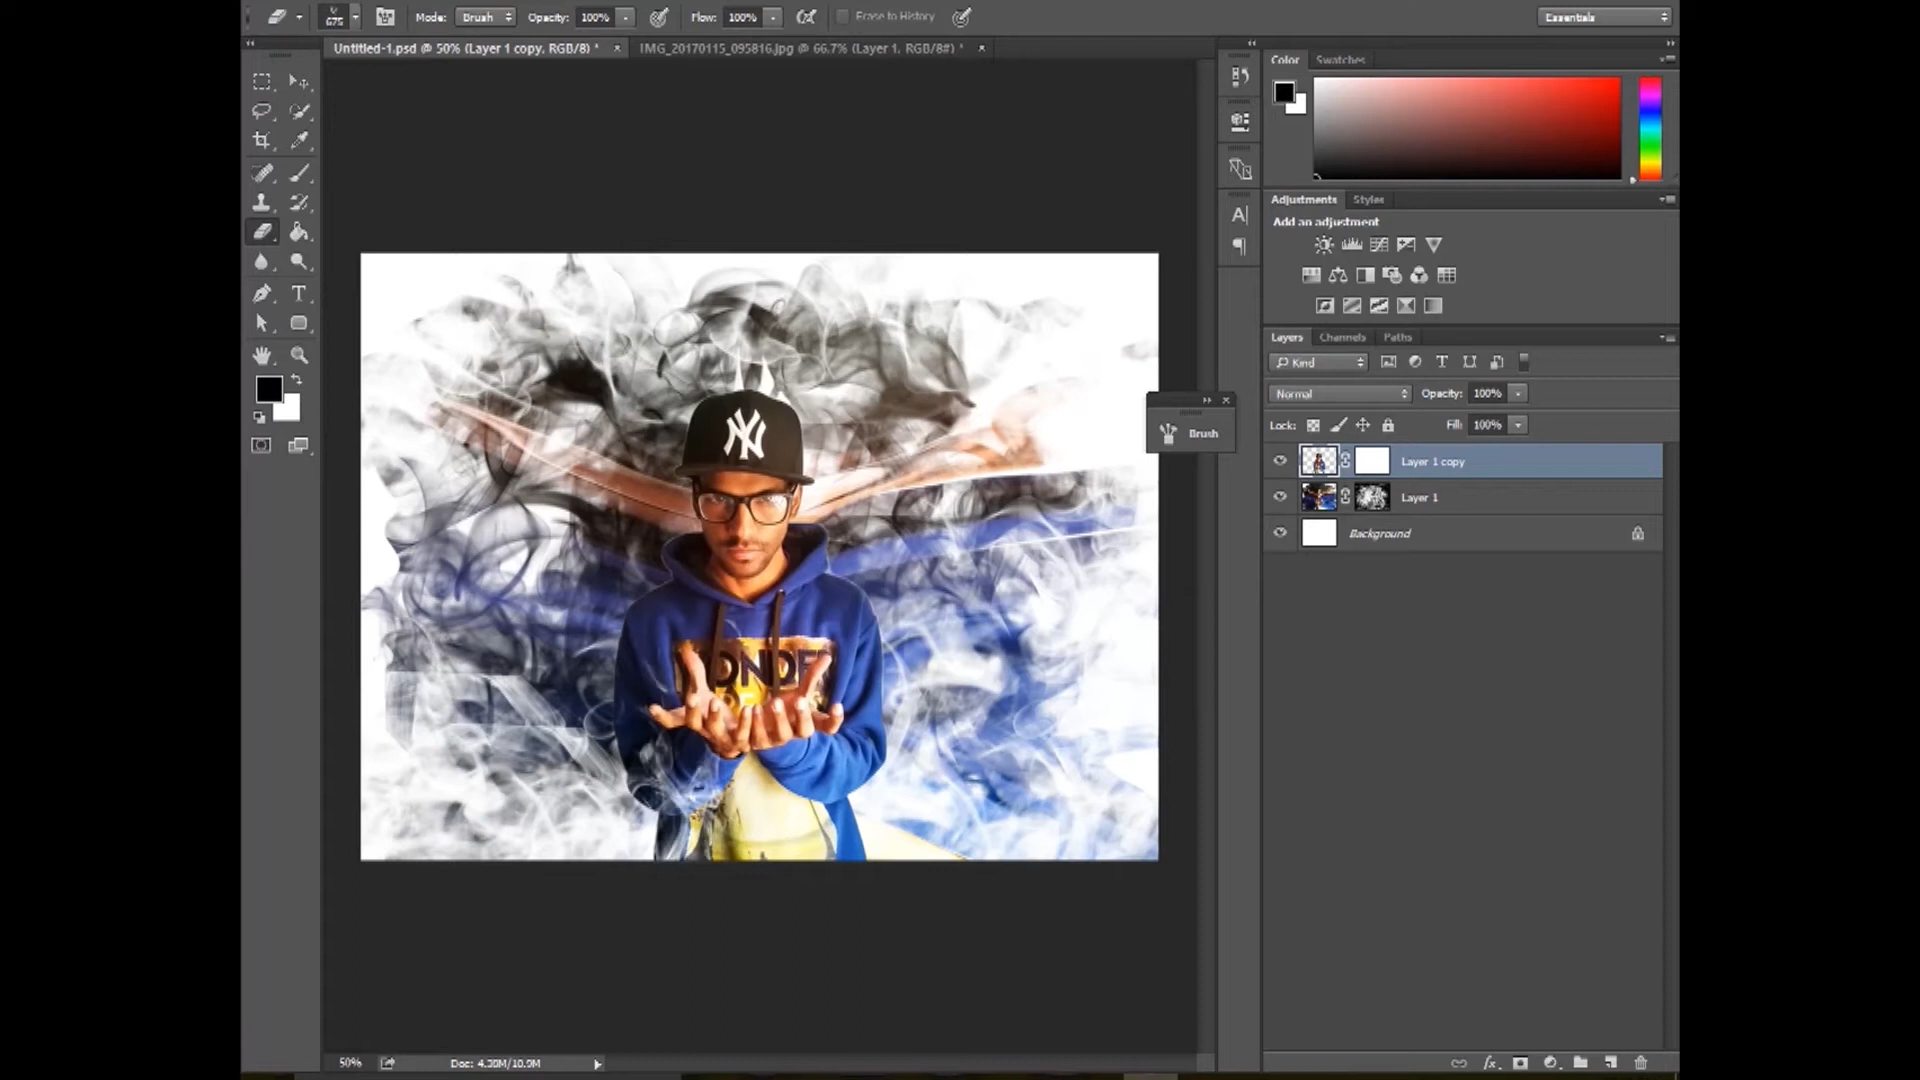 675 Mode: Brush Opacity: 100% Flow: 100% Erase to History Essentials
Untitled-1.psd @ 50% (Layer 1 copy, RGB/8) * × IMG_20170115_095816.jpg @ 66.7% (Layer 1, RGB/8#) * ×
Color Swatches
Adjustments Styles
Add an adjustment
Layers Channels Paths
Kind
Normal Opacity: 100%
Lock: Fill: 100%
Brush
Layer 1 copy
Layer 1
Background
NY
50% Doc: 4.39M/10.9M